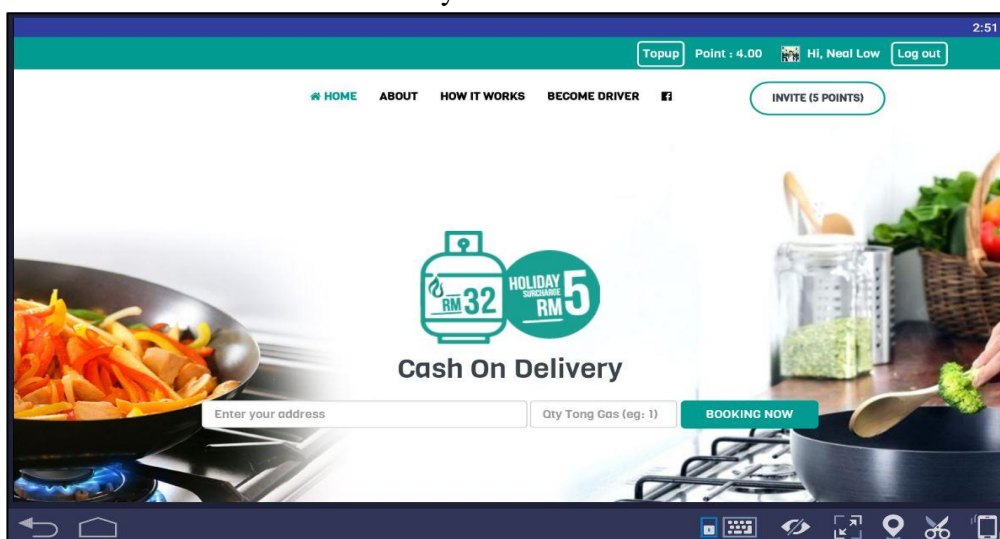 2:51
Topup Point : 4.00 Hi, Neal Low Log out
HOME ABOUT HOW IT WORKS BECOME DRIVER INVITE (5 POINTS)
RM 32
HOLIDAY
SURCHARGE
RM 5
Cash On Delivery
Enter your address Qty Tong Gas (eg: 1) BOOKING NOW